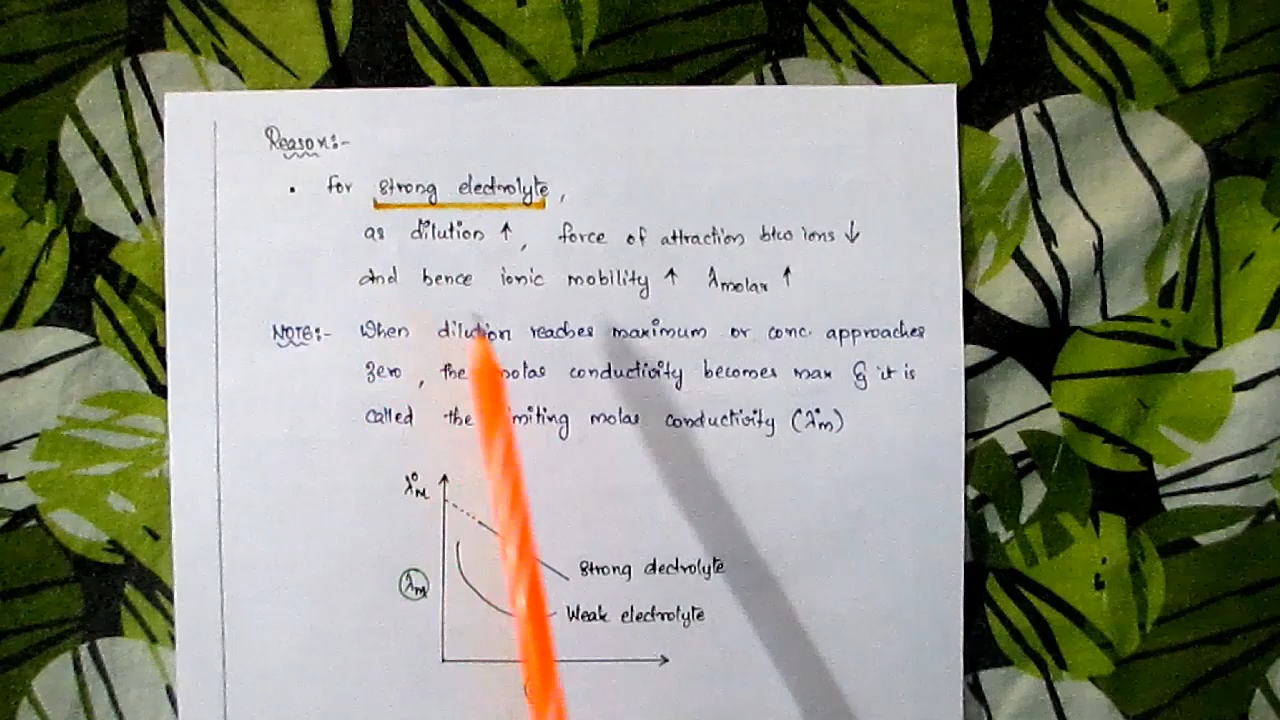 Reason:-
• for strong electrolyte,
as dilution ↑, force of attraction btw ions ↓
and hence ionic mobility ↑ λmolar ↑
NOTE:- When dilution reaches maximum or conc. approaches
zero, the molar conductivity becomes max & it is
called the limiting molar conductivity (λ°m)
λ°m
Strong electrolyte
λm
Weak electrolyte